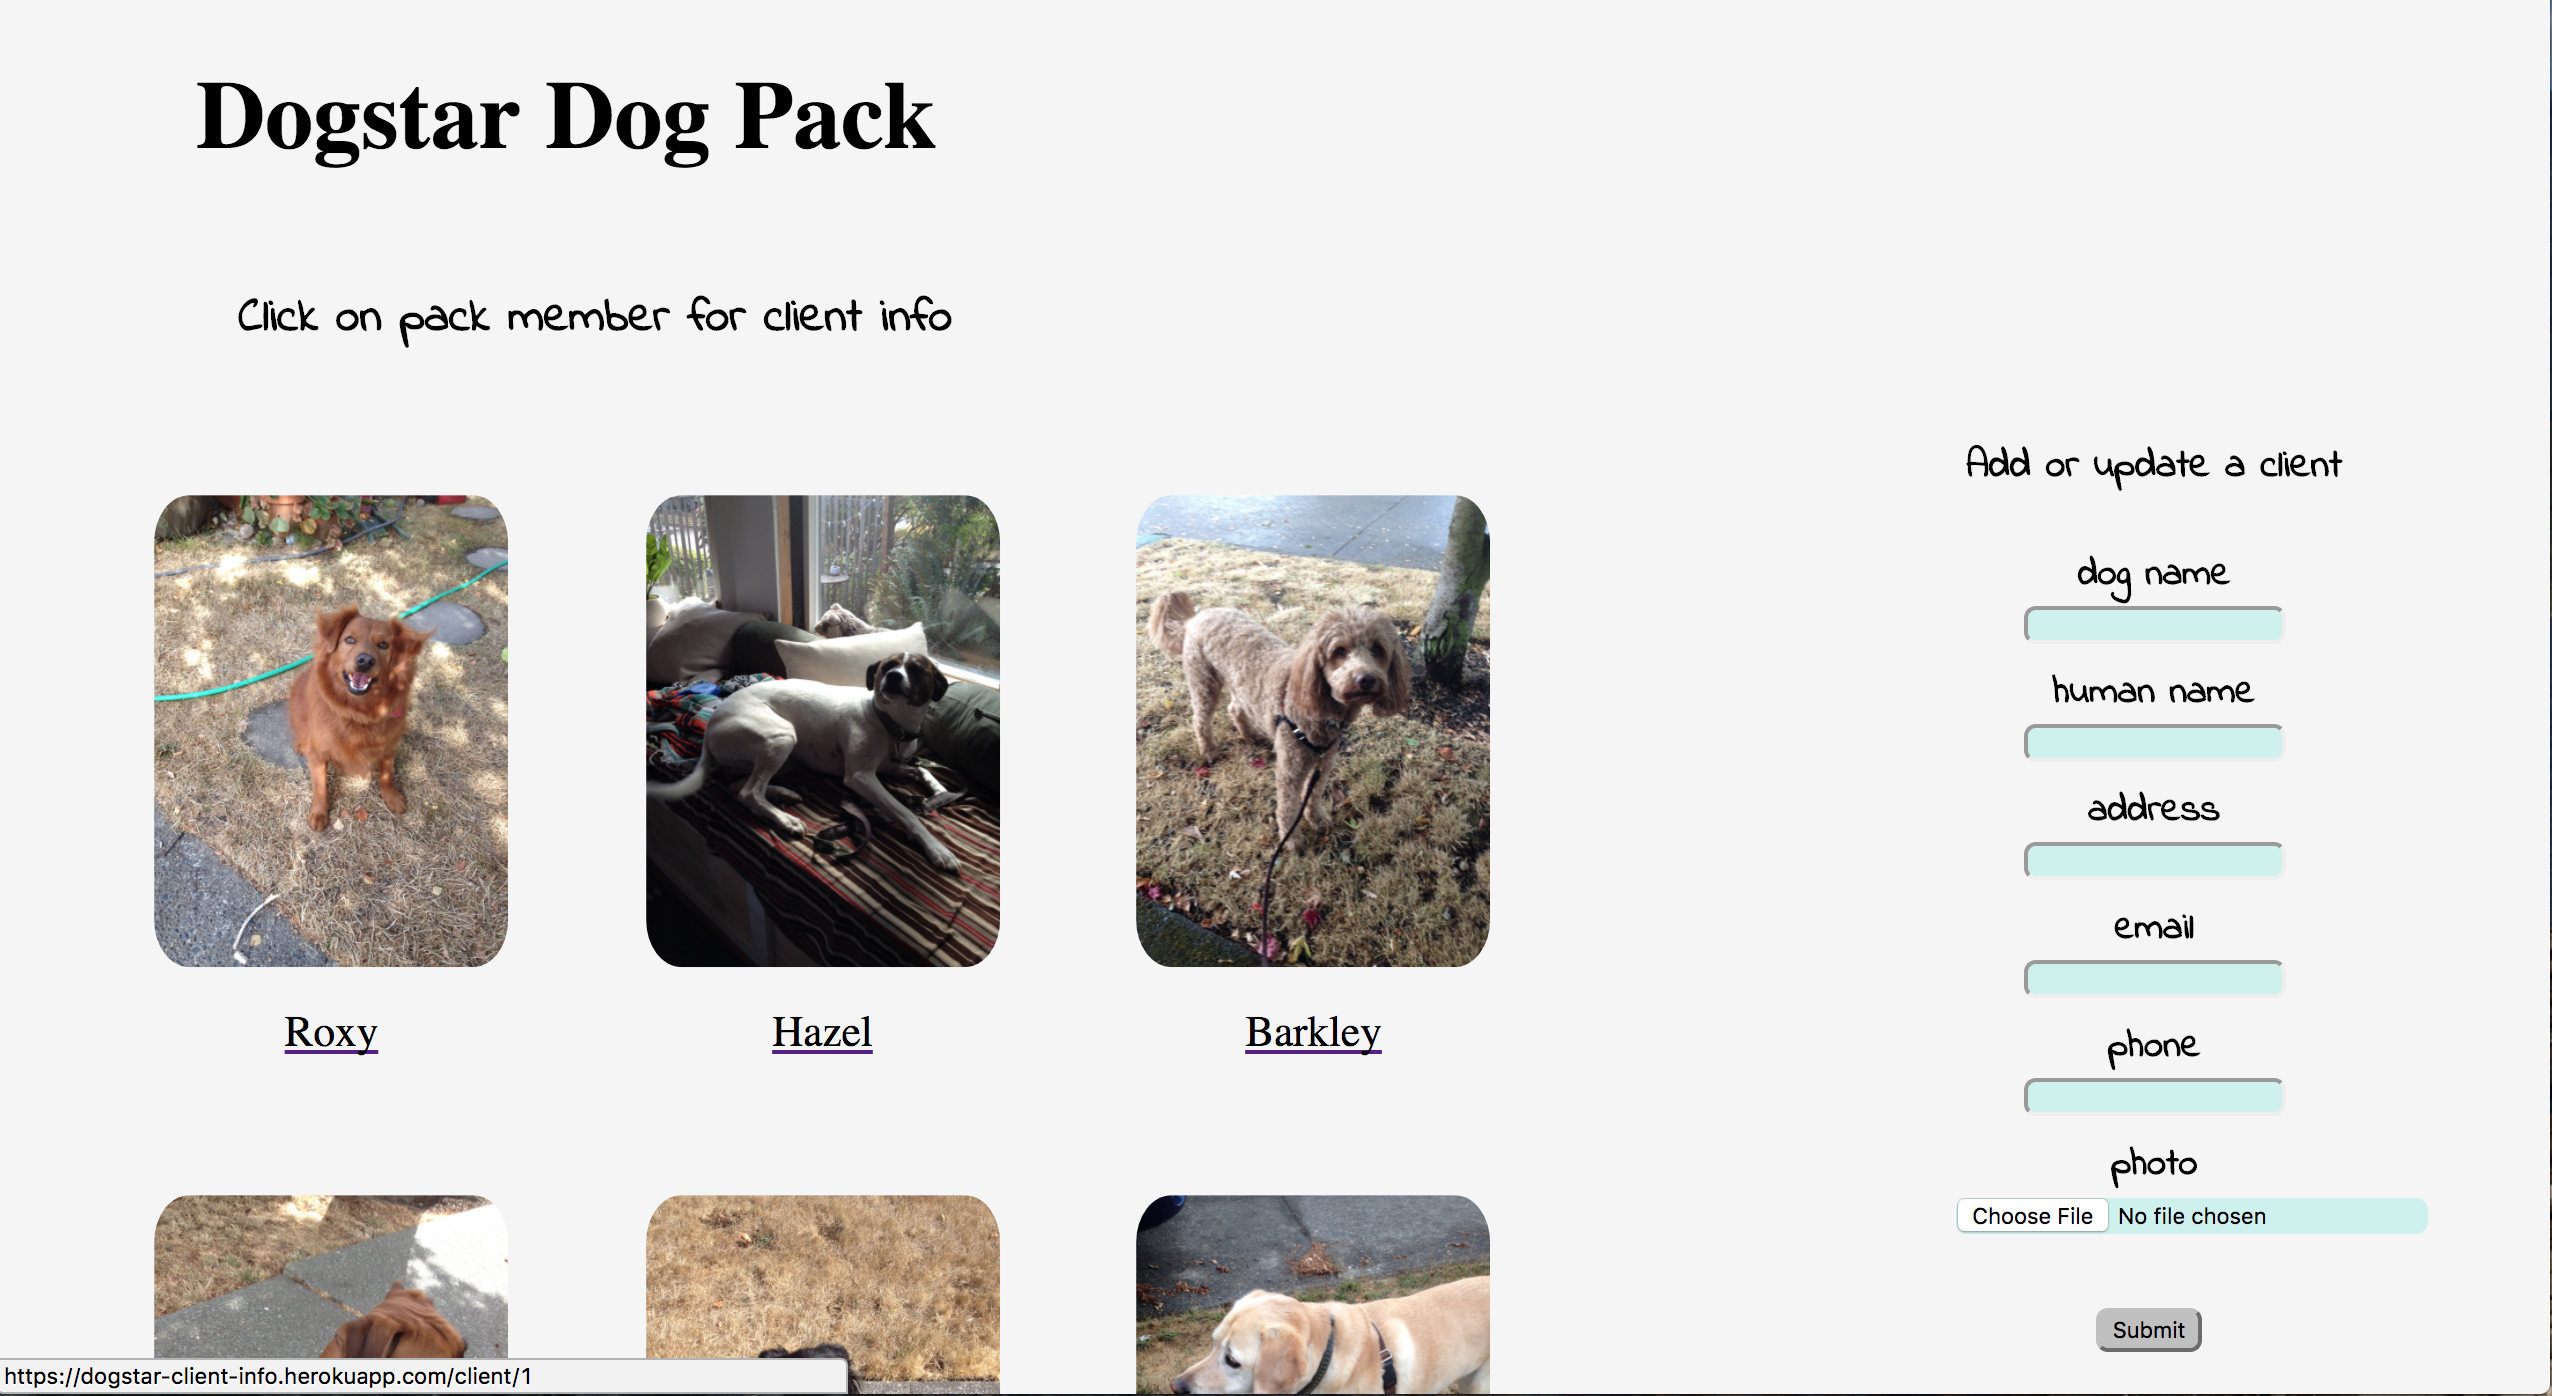 Dogstar Dog Pack
Click on pack member for client info
Roxy
Hazel
Barkley
Add or update a client
dog name
human name
address
email
phone
photo
Choose File No file chosen
Submit
https://dogstar-client-info.herokuapp.com/client/1